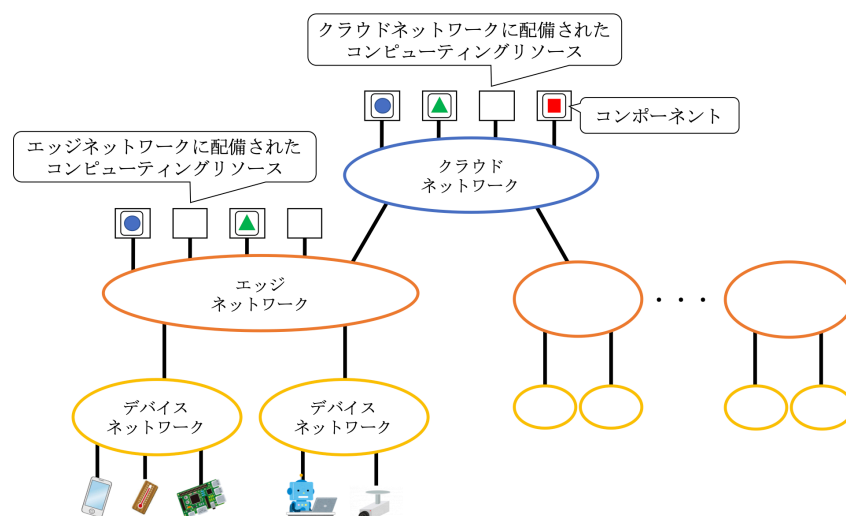 クラウドネットワークに配備された
コンピューティングリソース
コンポーネント
エッジネットワークに配備された
コンピューティングリソース
クラウド
ネットワーク
エッジ
ネットワーク
・・・
デバイス
ネットワーク
デバイス
ネットワーク